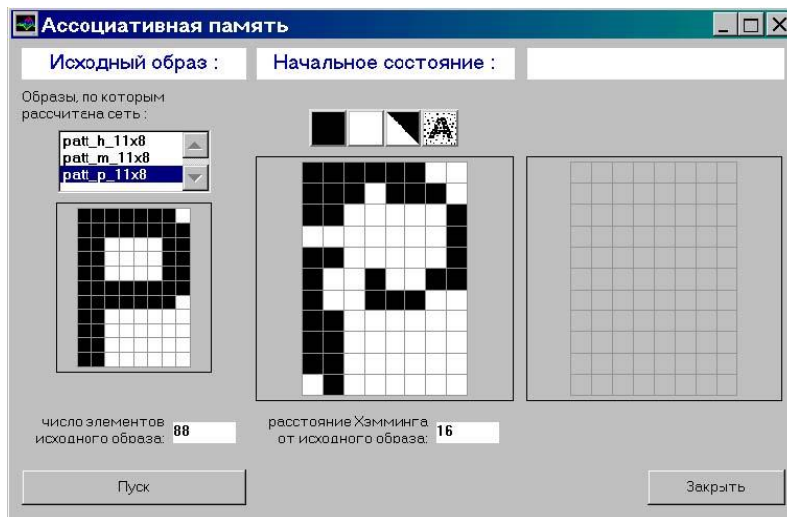 Ассоциативная память
Исходный образ :
Начальное состояние :
Образы, по которым
рассчитана сеть :
patt_h_11x8
patt_m_11x8
patt_p_11x8
A
число элементов
исходного образа: 88
расстояние Хэмминга
от исходного образа: 16
Пуск
Закрыть